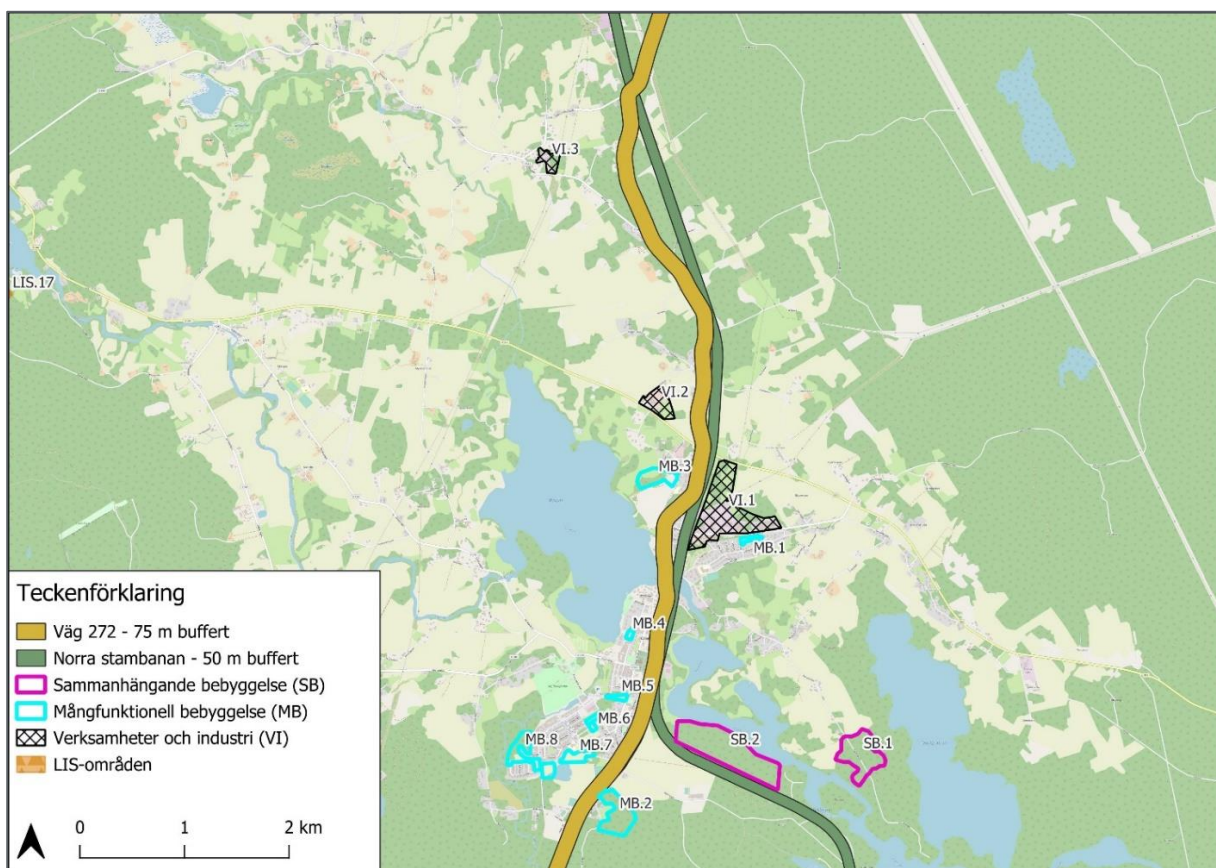 VI.3
LIS.17
VI.2
MB.3
VI.1
MB.1
MB.4
MB.5
MB.6
MB.8
MB.7
SB.2
SB.1
MB.2
Teckenförklaring
Väg 272 - 75 m buffert
Norra stambanan - 50 m buffert
Sammanhängande bebyggelse (SB)
Mångfunktionell bebyggelse (MB)
Verksamheter och industri (VI)
LIS-områden
0 1 2 km